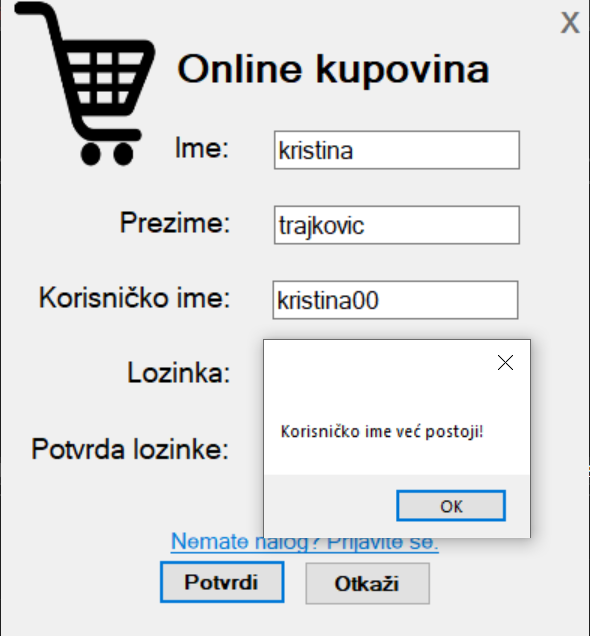 X
Online kupovina
Ime: kristina
Prezime: trajkovic
Korisničko ime: kristina00
Lozinka:
Korisničko ime već postoji!
Potvrda lozinke:
OK
Nemate nalog? Prijavite se.
Potvrdi Otkaži